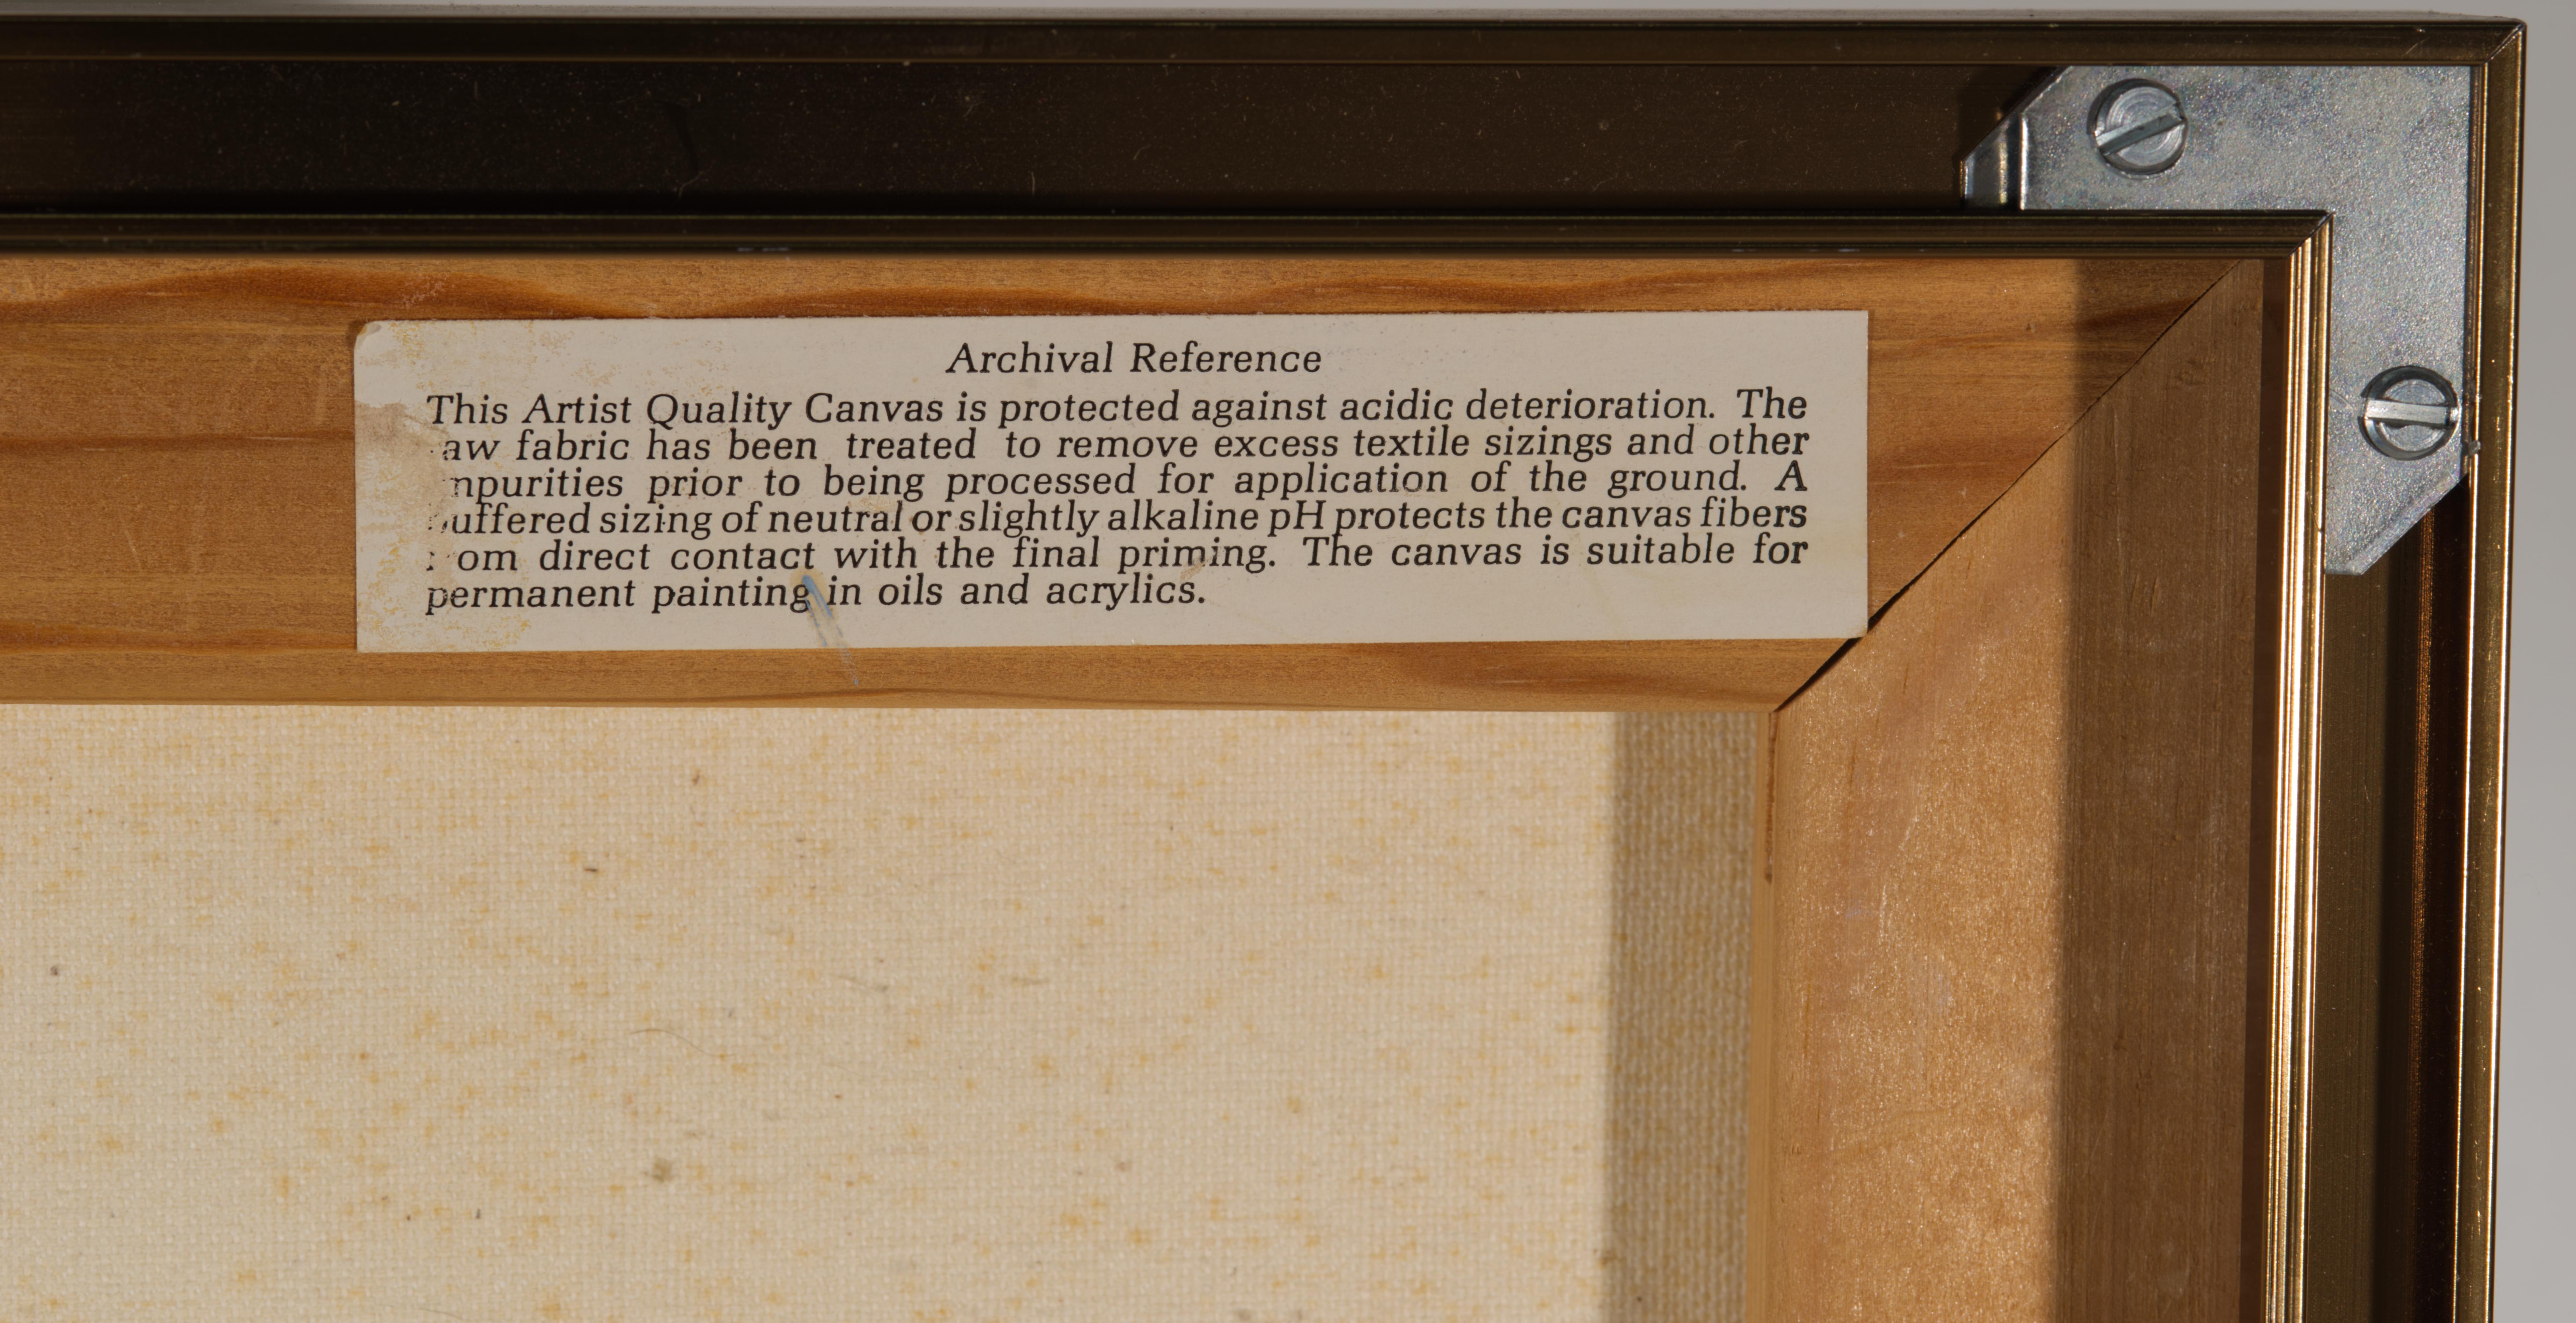 Archival Reference
This Artist Quality Canvas is protected against acidic deterioration. The
aw fabric has been treated to remove excess textile sizings and other
npurities prior to being processed for application of the ground. A
uffered sizing of neutral or slightly alkaline pH protects the canvas fibers
om direct contact with the final priming. The canvas is suitable for
permanent painting in oils and acrylics.